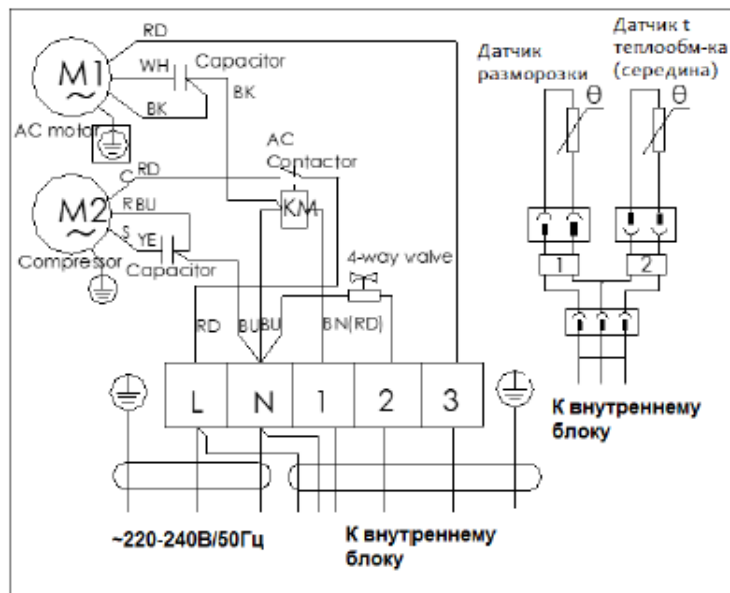 RD
M1
~
WH
Capacitor
BK
BK
AC motor
AC
Contactor
C RD
KM
M2
~
R BU
S YE
Compressor
Capacitor
4-way valve
RD
BU
BU
BN(RD)
L N 1 2 3
~220-240В/50Гц
К внутреннему
блоку
Датчик
разморозки
Датчик t
теплообм-ка
(середина)
θ
θ
1
2
К внутреннему
блоку